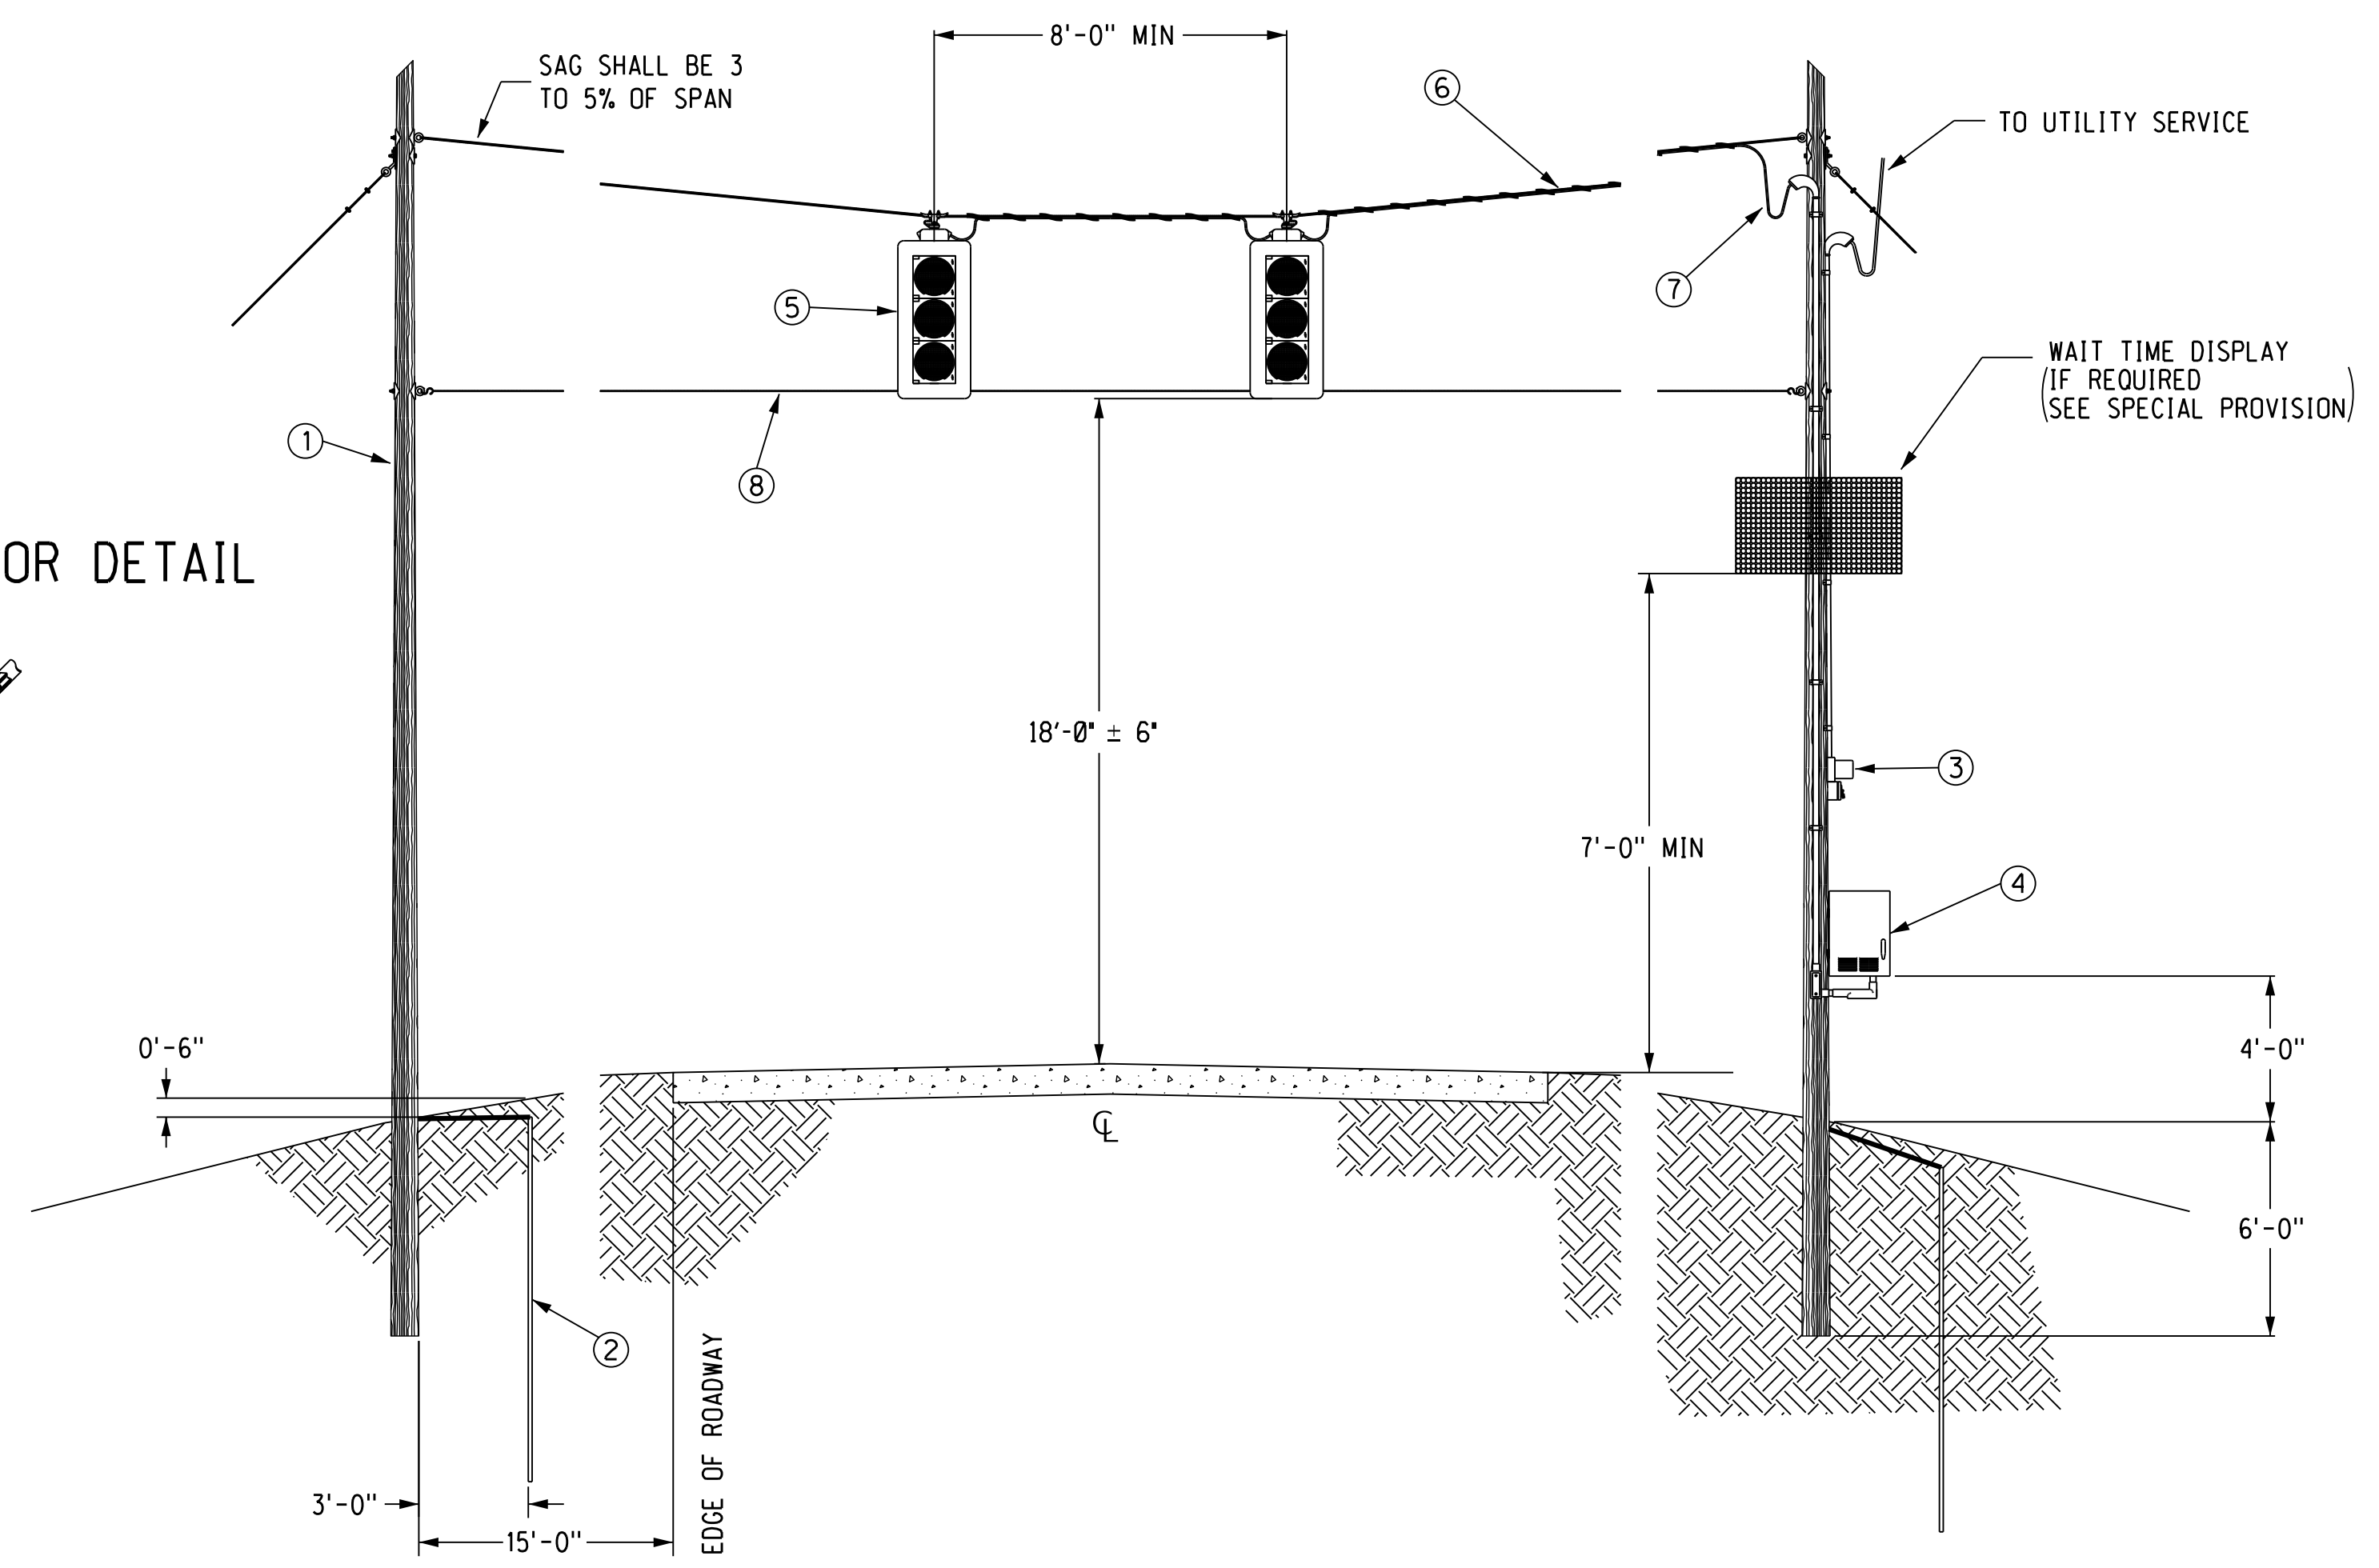 8'-0" MIN
SAG SHALL BE 3
TO 5% OF SPAN
6
TO UTILITY SERVICE
5
7
WAIT TIME DISPLAY
(IF REQUIRED
SEE SPECIAL PROVISION)
1
8
OR DETAIL
18'-0" ± 6"
3
7'-0" MIN
4
0'-6"
4'-0"
℄
6'-0"
2
EDGE OF ROADWAY
3'-0"
15'-0"